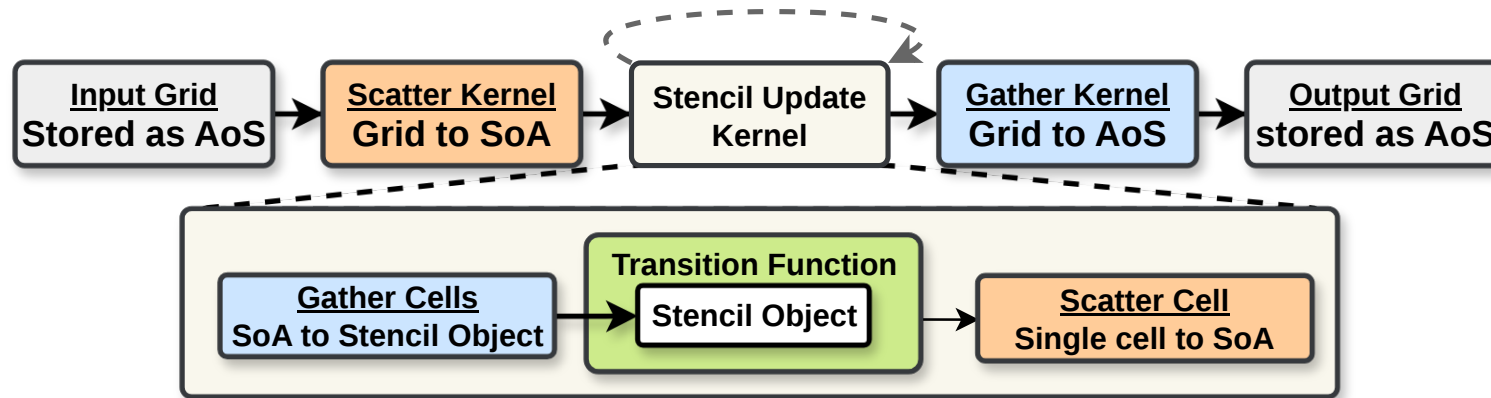 Input Grid
Stored as AoS
Scatter Kernel
Grid to SoA
Stencil Update
Kernel
Gather Kernel
Grid to AoS
Output Grid
stored as AoS
Gather Cells
SoA to Stencil Object
Transition Function
Stencil Object
Scatter Cell
Single cell to SoA